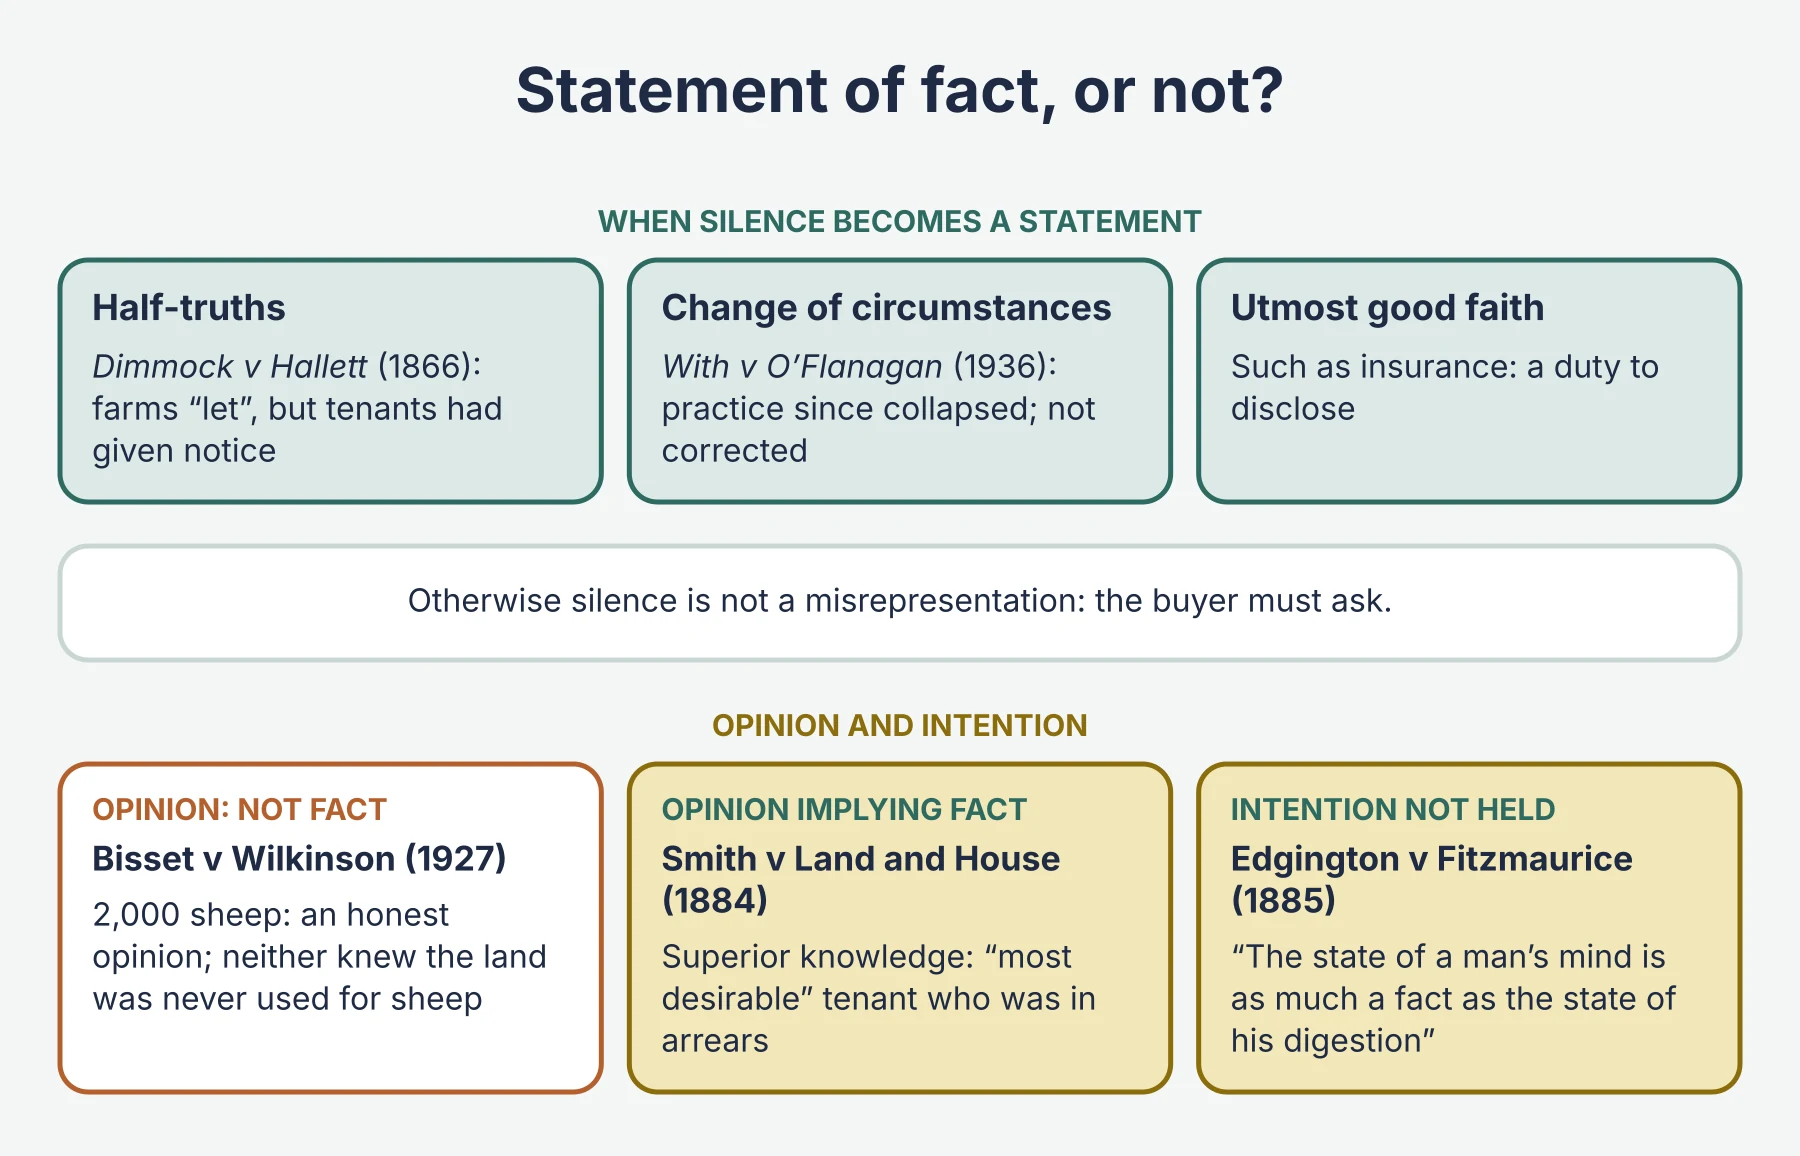 Statement of fact, or not?
WHEN SILENCE BECOMES A STATEMENT
Half-truths
Dimmock v Hallett (1866):
farms “let”, but tenants had
given notice
Change of circumstances
With v O’Flanagan (1936):
practice since collapsed; not
corrected
Utmost good faith
Such as insurance: a duty to
disclose
Otherwise silence is not a misrepresentation: the buyer must ask.
OPINION AND INTENTION
OPINION: NOT FACT
Bisset v Wilkinson (1927)
2,000 sheep: an honest
opinion; neither knew the land
was never used for sheep
OPINION IMPLYING FACT
Smith v Land and House
(1884)
Superior knowledge: “most
desirable” tenant who was in
arrears
INTENTION NOT HELD
Edgington v Fitzmaurice
(1885)
“The state of a man’s mind is
as much a fact as the state of
his digestion”